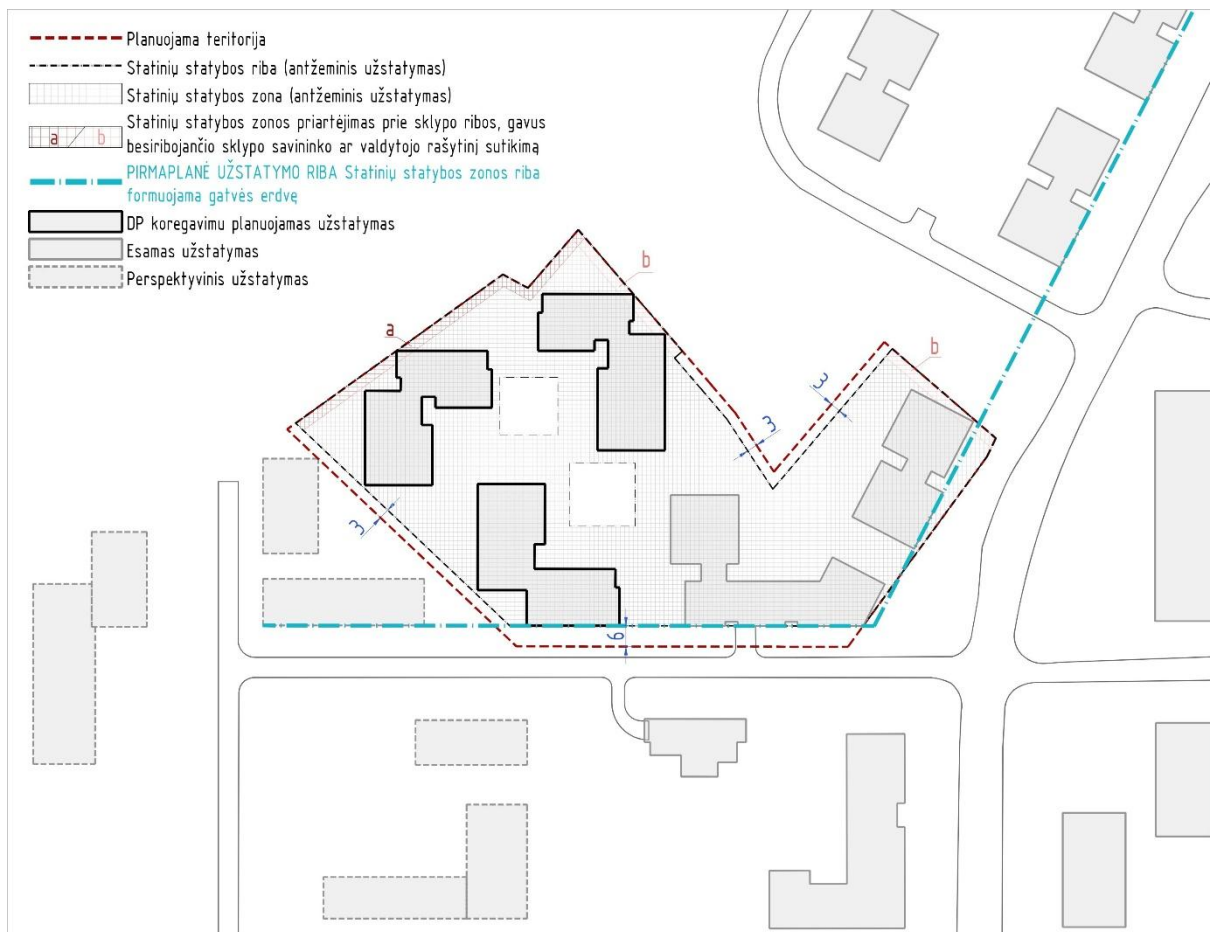 Planuojama teritorija
Statinių statybos riba (antžeminis užstatymas)
Statinių statybos zona (antžeminis užstatymas)
a b
Statinių statybos zonos priartėjimas prie sklypo ribos, gavus
besiribojančio sklypo savininko ar valdytojo rašytinį sutikimą
PIRMAPLANĖ UŽSTATYMO RIBA Statinių statybos zonos riba
formuojama gatvės erdvę
DP koregavimu planuojamas užstatymas
Esamas užstatymas
Perspektyvinis užstatymas
b
a
b
3
3
3
6